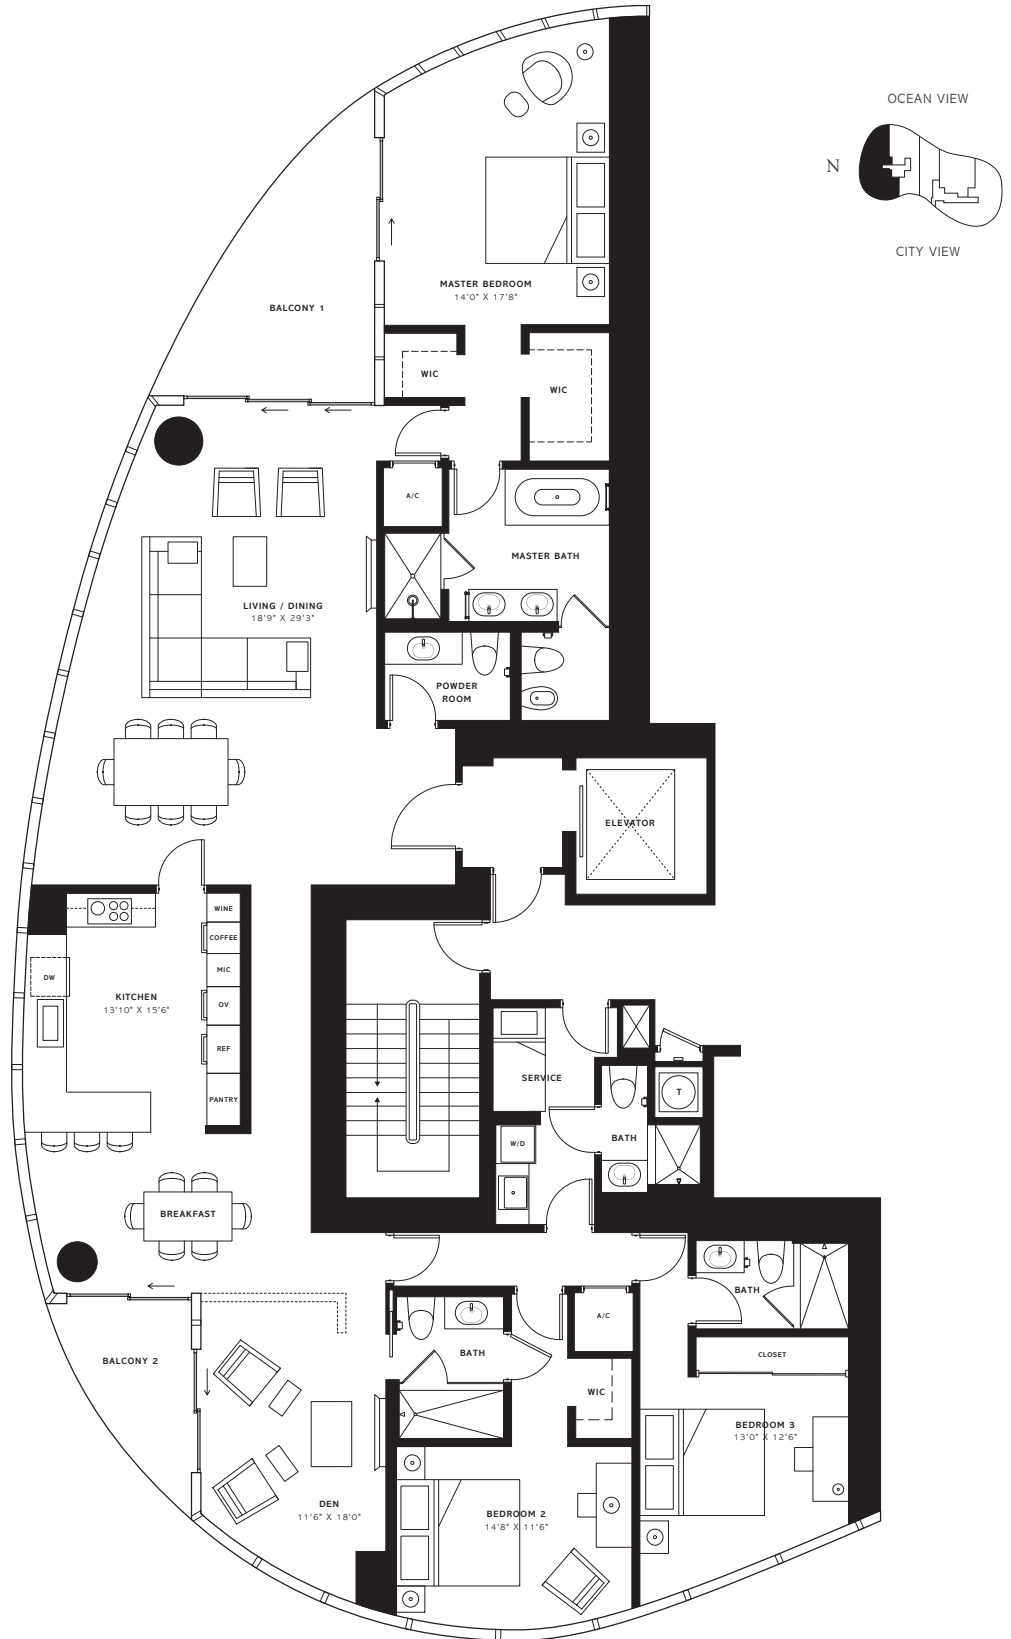 OCEAN VIEW
N
CITY VIEW
MASTER BEDROOM
14'0" X 17'8"
BALCONY 1
WIC
WIC
A/C
MASTER BATH
LIVING / DINING
18'9" X 29'3"
POWDER
ROOM
ELEVATOR
WINE
COFFEE
MIC
DW
OV
KITCHEN
13'10" X 15'6"
REF
PANTRY
SERVICE
T
BATH
W/D
BREAKFAST
BATH
A/C
BATH
CLOSET
BALCONY 2
WIC
BEDROOM 3
13'0" X 12'6"
DEN
11'6" X 18'0"
BEDROOM 2
14'8" X 11'6"